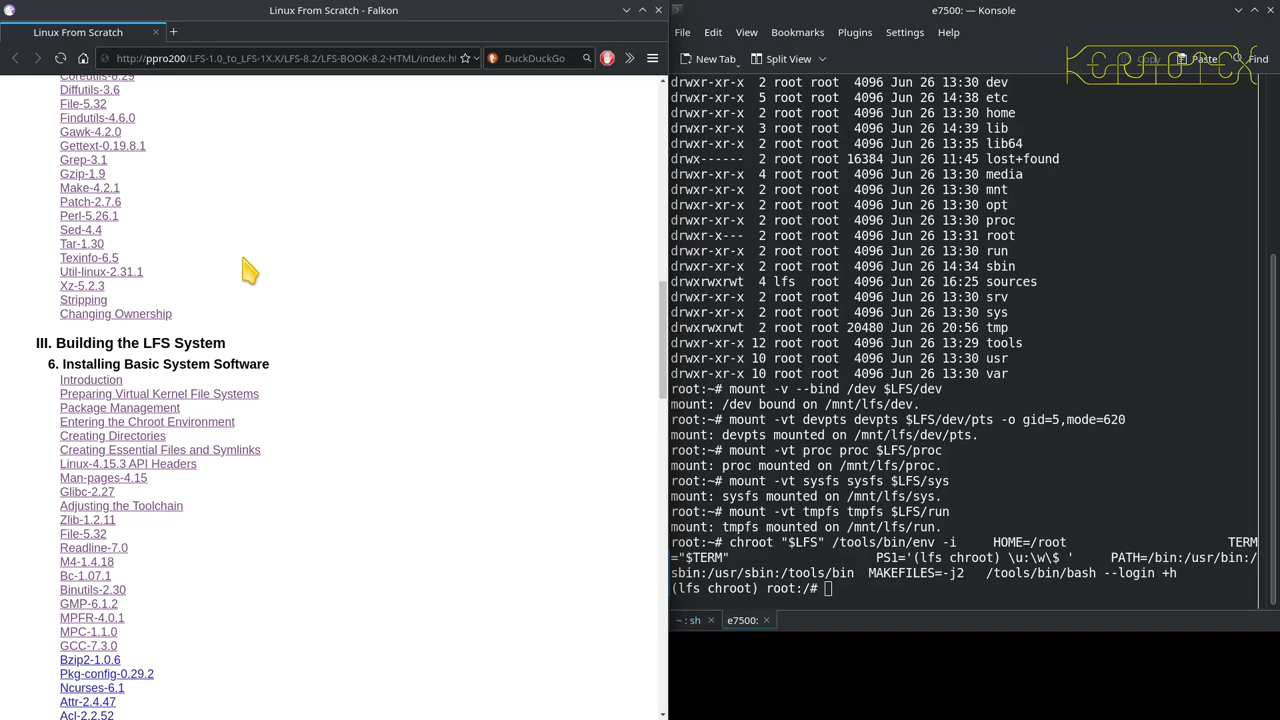 Linux From Scratch - Falkon
Linux From Scratch
http://ppro200/LFS-1.0_to_LFS-1X.X/LFS-8.2/LFS-BOOK-8.2-HTML/index.h
DuckDuckGo
Coreutils-8.29
Diffutils-3.6
File-5.32
Findutils-4.6.0
Gawk-4.2.0
Gettext-0.19.8.1
Grep-3.1
Gzip-1.9
Make-4.2.1
Patch-2.7.6
Perl-5.26.1
Sed-4.4
Tar-1.30
Texinfo-6.5
Util-linux-2.31.1
Xz-5.2.3
Stripping
Changing Ownership
III. Building the LFS System
6. Installing Basic System Software
Introduction
Preparing Virtual Kernel File Systems
Package Management
Entering the Chroot Environment
Creating Directories
Creating Essential Files and Symlinks
Linux-4.15.3 API Headers
Man-pages-4.15
Glibc-2.27
Adjusting the Toolchain
Zlib-1.2.11
File-5.32
Readline-7.0
M4-1.4.18
Bc-1.07.1
Binutils-2.30
GMP-6.1.2
MPFR-4.0.1
MPC-1.1.0
GCC-7.3.0
Bzip2-1.0.6
Pkg-config-0.29.2
Ncurses-6.1
Attr-2.4.47
Acl-2.2.52
e7500: — Konsole
File Edit View Bookmarks Plugins Settings Help
New Tab Split View Copy Paste Find
drwxr-xr-x  2 root root  4096 Jun 26 13:30 dev
drwxr-xr-x  5 root root  4096 Jun 26 14:38 etc
drwxr-xr-x  2 root root  4096 Jun 26 13:30 home
drwxr-xr-x  3 root root  4096 Jun 26 14:39 lib
drwxr-xr-x  2 root root  4096 Jun 26 13:35 lib64
drwx------  2 root root 16384 Jun 26 11:45 lost+found
drwxr-xr-x  4 root root  4096 Jun 26 13:30 media
drwxr-xr-x  2 root root  4096 Jun 26 13:30 mnt
drwxr-xr-x  2 root root  4096 Jun 26 13:30 opt
drwxr-xr-x  2 root root  4096 Jun 26 13:30 proc
drwxr-x---  2 root root  4096 Jun 26 13:31 root
drwxr-xr-x  2 root root  4096 Jun 26 13:30 run
drwxr-xr-x  2 root root  4096 Jun 26 14:34 sbin
drwxrwxrwt  4 lfs  root  4096 Jun 26 16:25 sources
drwxr-xr-x  2 root root  4096 Jun 26 13:30 srv
drwxr-xr-x  2 root root  4096 Jun 26 13:30 sys
drwxrwxrwt  2 root root 20480 Jun 26 20:56 tmp
drwxr-xr-x 12 root root  4096 Jun 26 13:29 tools
drwxr-xr-x 10 root root  4096 Jun 26 13:30 usr
drwxr-xr-x 10 root root  4096 Jun 26 13:30 var
root:~# mount -v --bind /dev $LFS/dev
mount: /dev bound on /mnt/lfs/dev.
root:~# mount -vt devpts devpts $LFS/dev/pts -o gid=5,mode=620
mount: devpts mounted on /mnt/lfs/dev/pts.
root:~# mount -vt proc proc $LFS/proc
mount: proc mounted on /mnt/lfs/proc.
root:~# mount -vt sysfs sysfs $LFS/sys
mount: sysfs mounted on /mnt/lfs/sys.
root:~# mount -vt tmpfs tmpfs $LFS/run
mount: tmpfs mounted on /mnt/lfs/run.
root:~# chroot "$LFS" /tools/bin/env -i     HOME=/root                     TERM
="$TERM"                   PS1='(lfs chroot) \u:\w\$ '     PATH=/bin:/usr/bin:/
sbin:/usr/sbin:/tools/bin  MAKEFILES=-j2   /tools/bin/bash --login +h
(lfs chroot) root:/#
~ : sh
e7500: